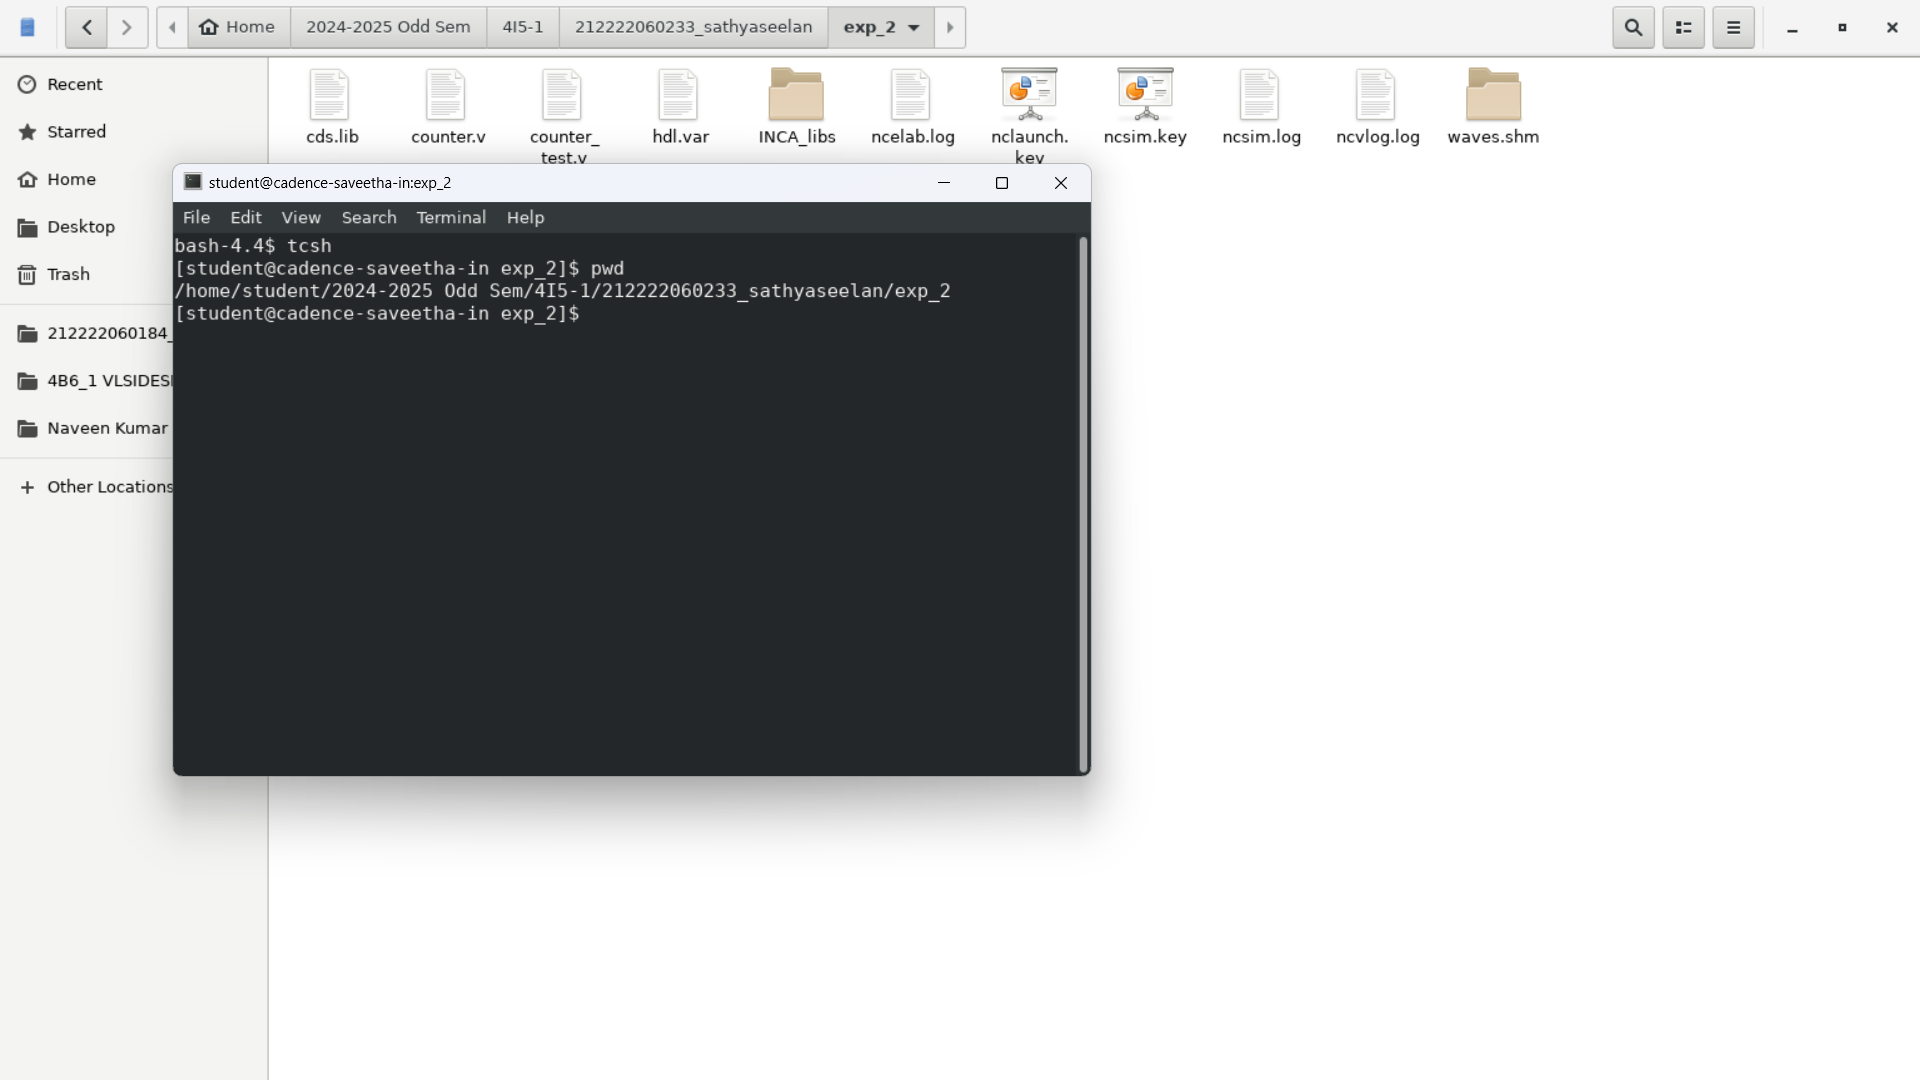 Home
2024-2025 Odd Sem
4I5-1
212222060233_sathyaseelan
exp_2
Recent
Starred
Home
Desktop
Trash
212222060184_
4B6_1 VLSIDES
Naveen Kumar
Other Locations
cds.lib
counter.v
counter_
test.v
hdl.var
INCA_libs
ncelab.log
nclaunch.
key
ncsim.key
ncsim.log
ncvlog.log
waves.shm
student@cadence-saveetha-in:exp_2
File Edit View Search Terminal Help
bash-4.4$ tcsh
[student@cadence-saveetha-in exp_2]$ pwd
/home/student/2024-2025 Odd Sem/4I5-1/212222060233_sathyaseelan/exp_2
[student@cadence-saveetha-in exp_2]$